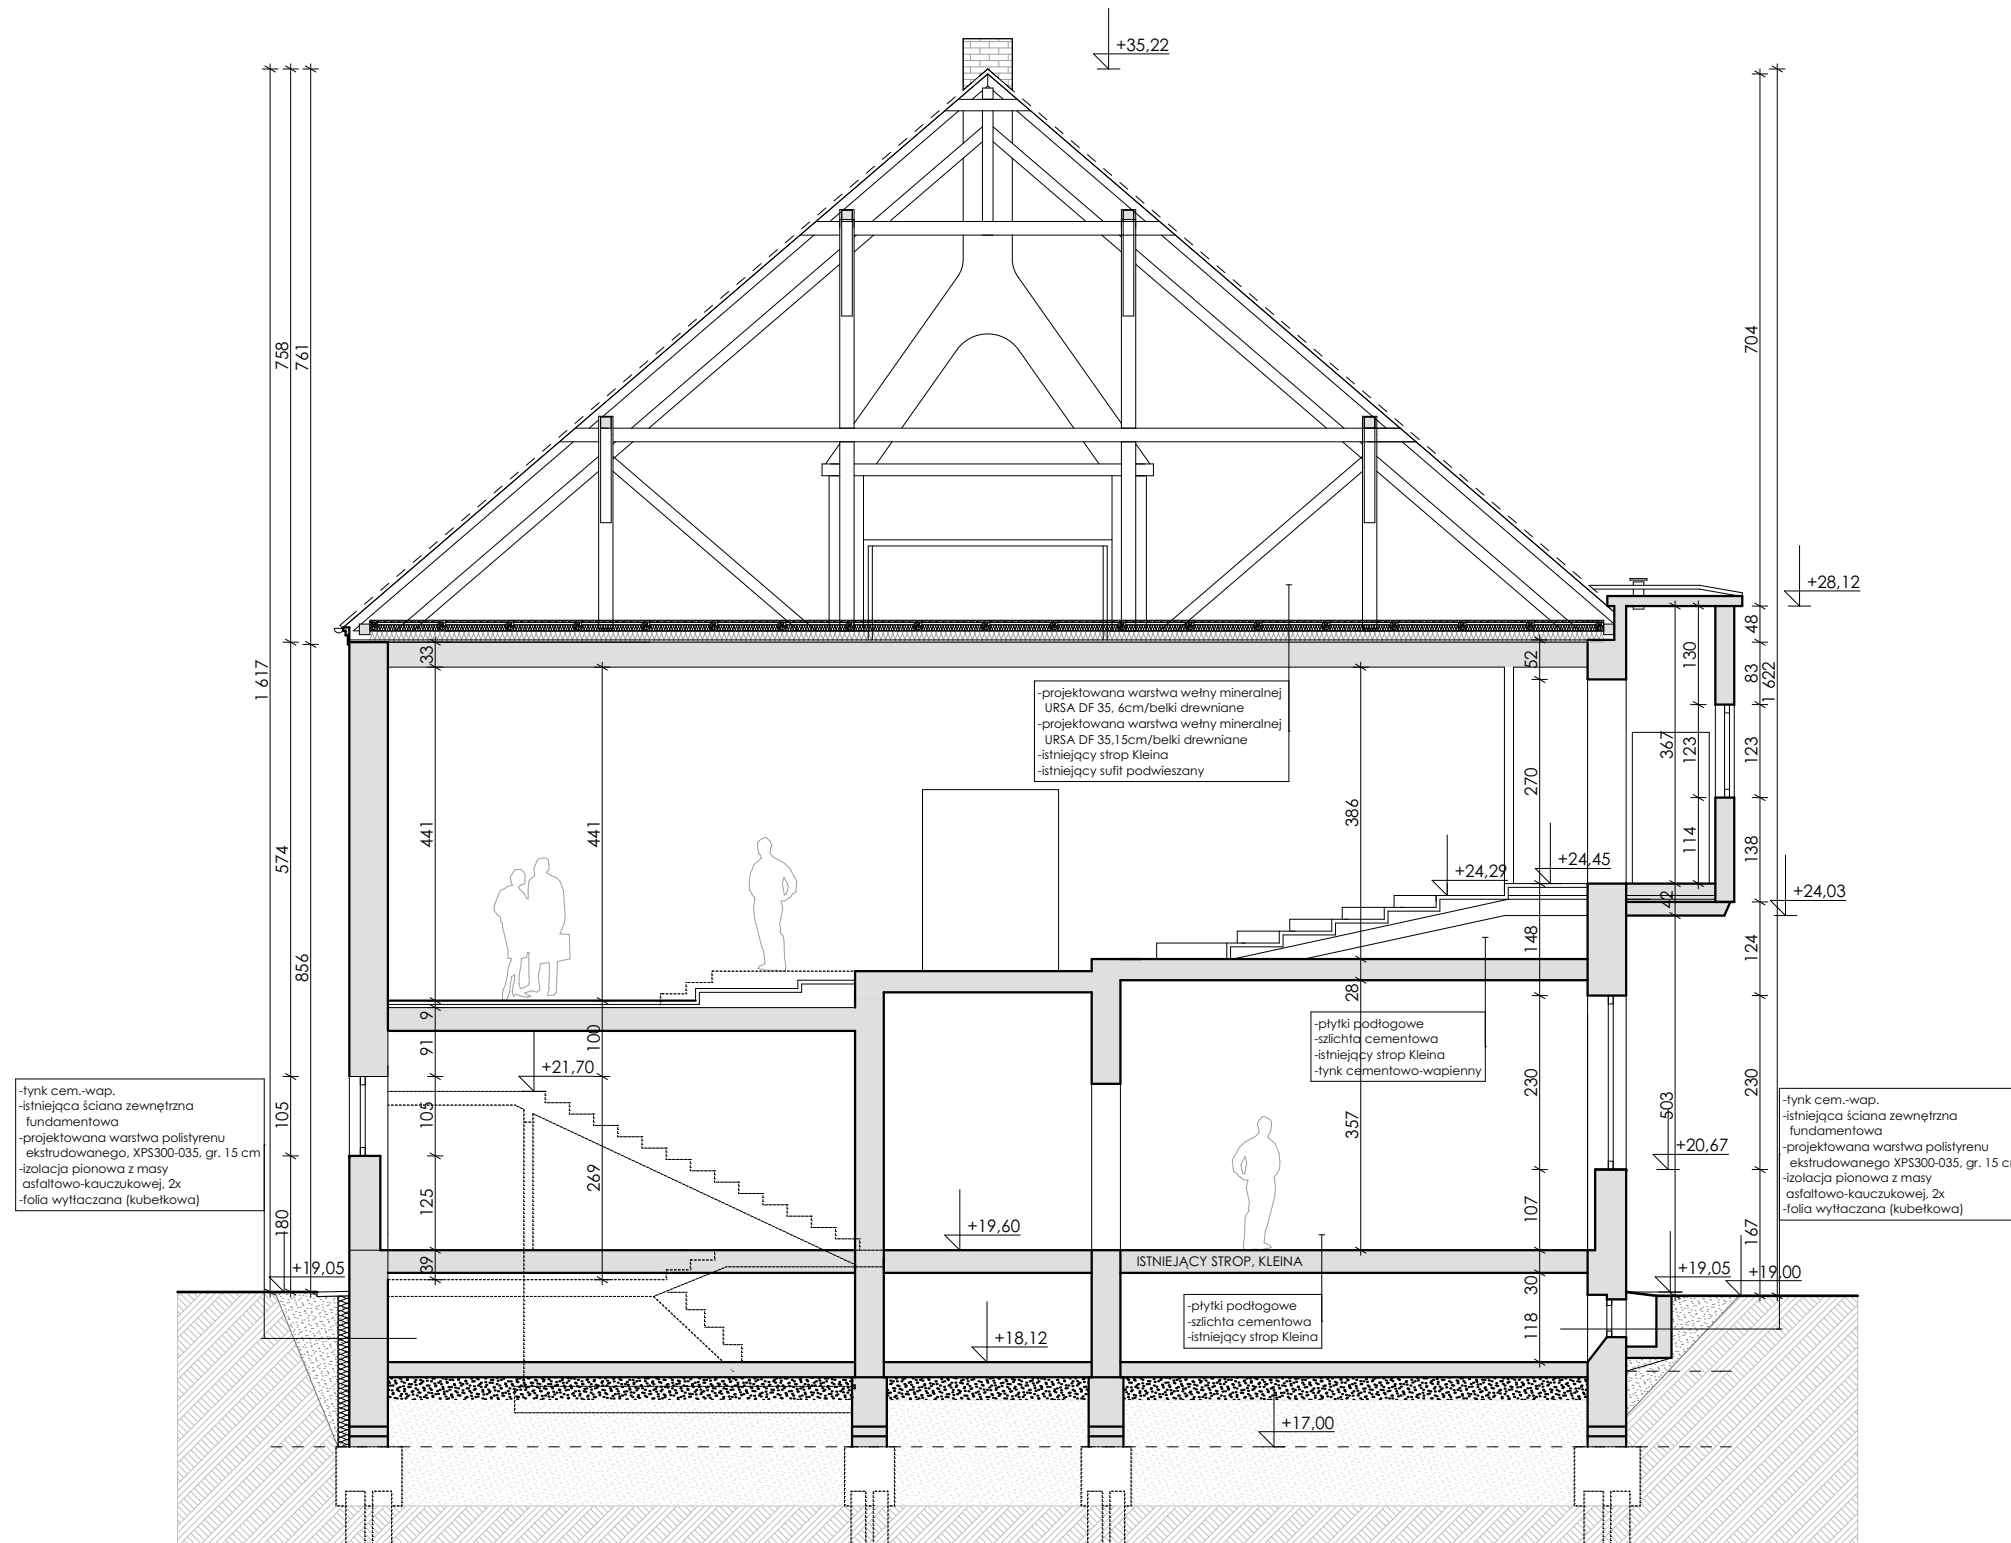 +35,22
758
761
704
+28,12
33
52
48
130
83
1 617
1 622
-projektowana warstwa wełny mineralnej
URSA DF 35, 6cm/belki drewniane
-projektowana warstwa wełny mineralnej
URSA DF 35,15cm/belki drewniane
-istniejący strop Kleina
-istniejący sufit podwieszany
367
123
123
270
441
441
386
574
114
138
+24,29
+24,45
+24,03
42
856
148
124
28
9
91
100
-płytki podłogowe
-szlichta cementowa
-istniejący strop Kleina
-tynk cementowo-wapienny
+21,70
230
230
-tynk cem.-wap.
-istniejąca ściana zewnętrzna
fundamentowa
-projektowana warstwa polistyrenu
ekstrudowanego, XPS300-035, gr. 15 cm
-izolacja pionowa z masy
asfaltowo-kauczukowej, 2x
-folia wytłaczana (kubełkowa)
105
105
357
503
-tynk cem.-wap.
-istniejąca ściana zewnętrzna
fundamentowa
-projektowana warstwa polistyrenu
ekstrudowanego XPS300-035, gr. 15 c
-izolacja pionowa z masy
asfaltowo-kauczukowej, 2x
-folia wytłaczana (kubełkowa)
+20,67
269
125
107
180
+19,60
167
39
ISTNIEJĄCY STROP, KLEINA
+19,05
+19,05
+19,00
30
-płytki podłogowe
-szlichta cementowa
-istniejący strop Kleina
118
+18,12
+17,00